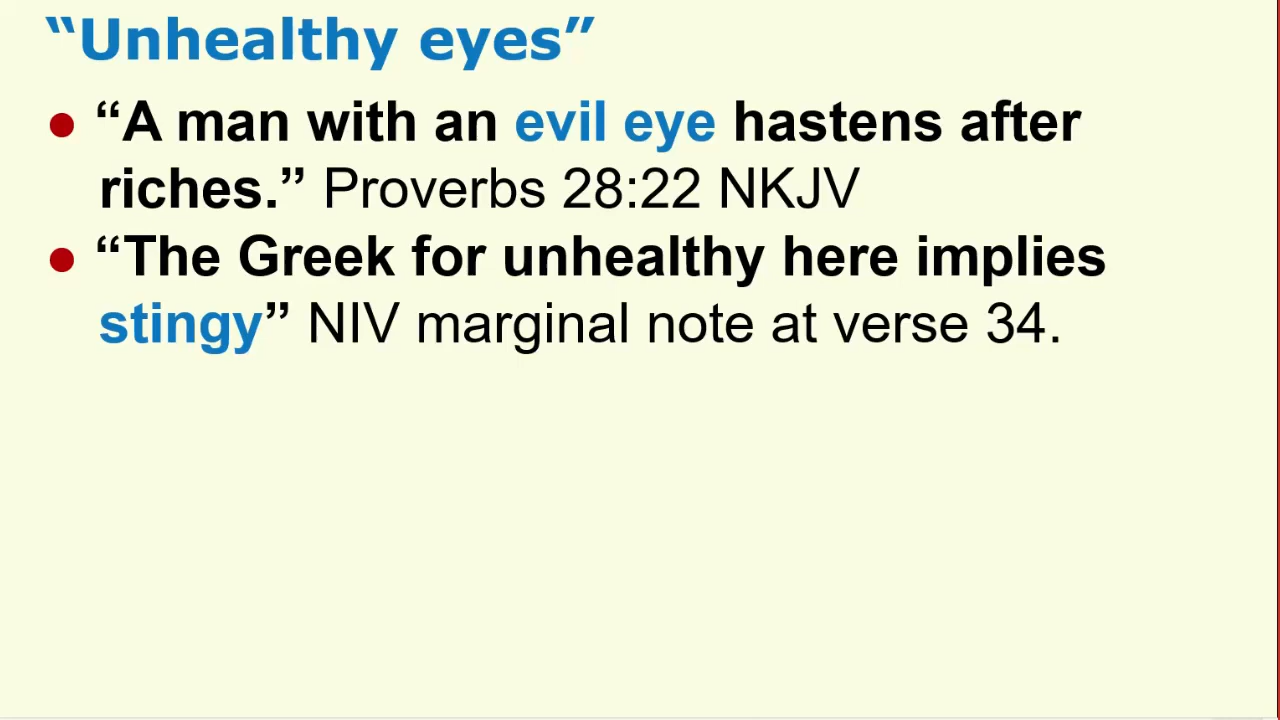 “Unhealthy eyes”
● “A man with an evil eye hastens after
riches.” Proverbs 28:22 NKJV
● “The Greek for unhealthy here implies
stingy” NIV marginal note at verse 34.